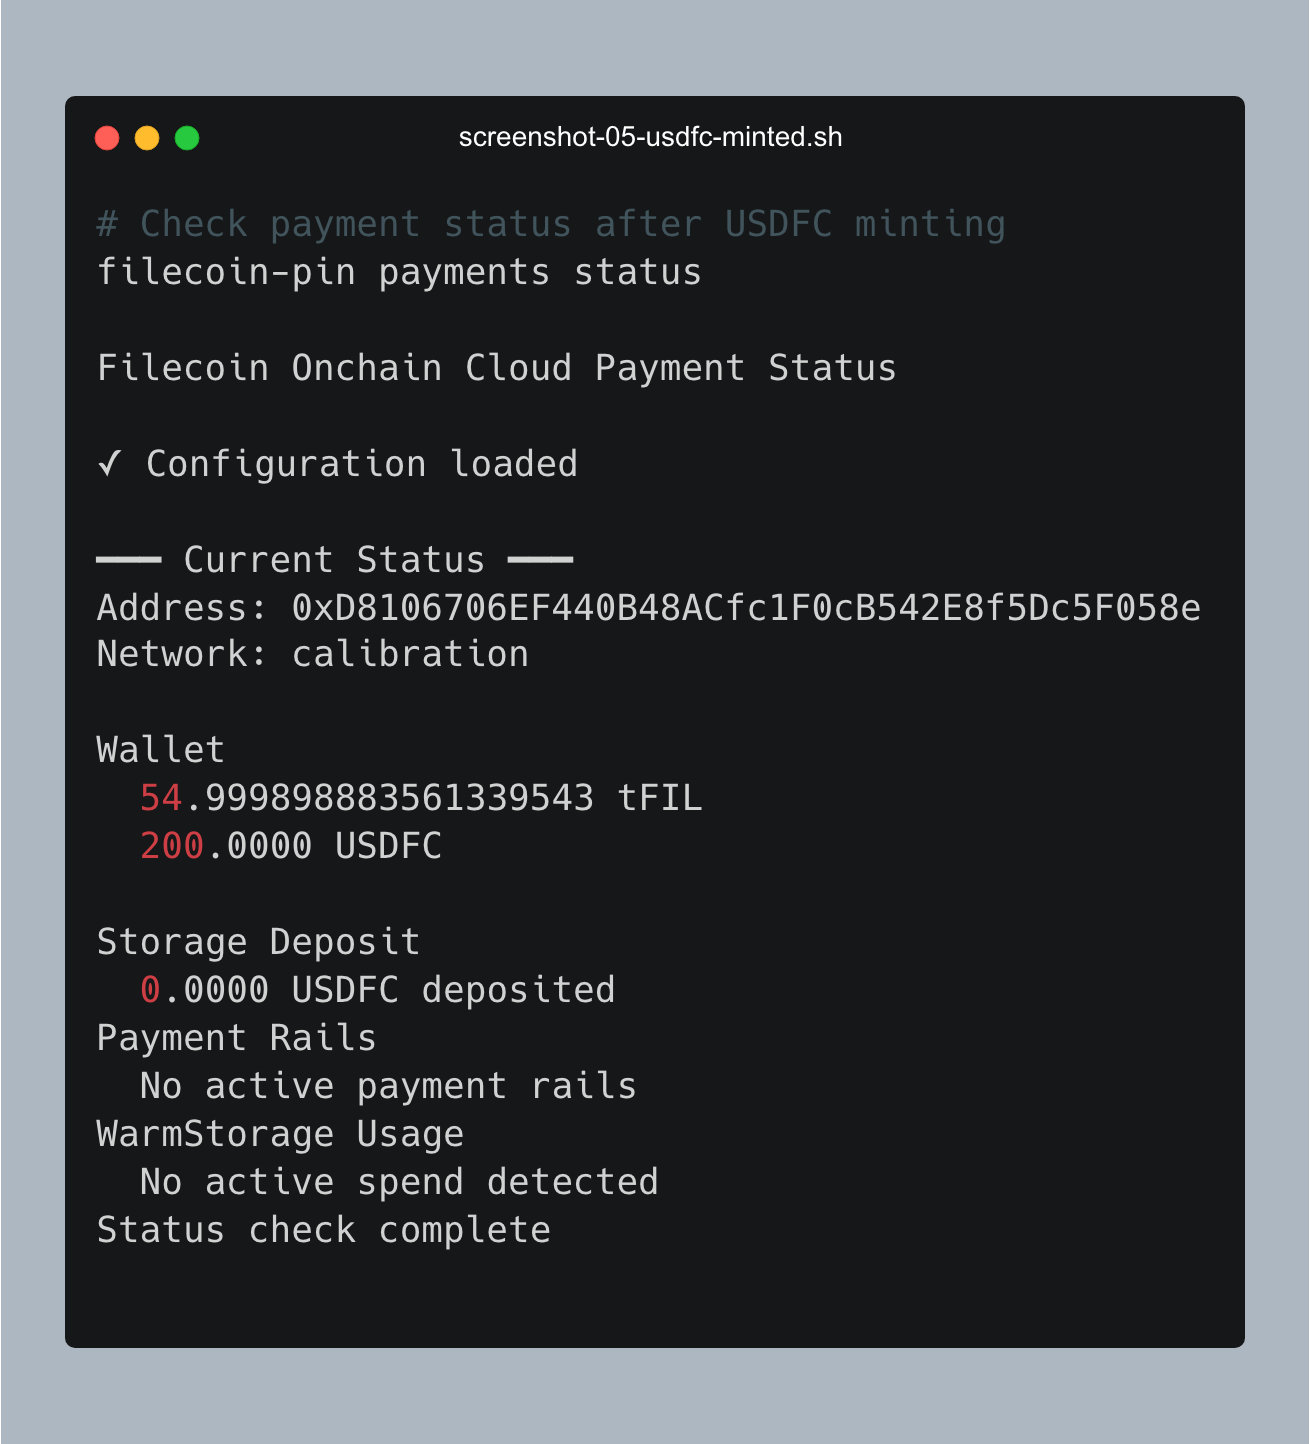 screenshot-05-usdfc-minted.sh
# Check payment status after USDFC minting
filecoin-pin payments status
Filecoin Onchain Cloud Payment Status
✓ Configuration loaded
━━━ Current Status ━━━
Address: 0xD8106706EF440B48ACfc1F0cB542E8f5Dc5F058e
Network: calibration
Wallet
54.999898883561339543 tFIL
200.0000 USDFC
Storage Deposit
0.0000 USDFC deposited
Payment Rails
No active payment rails
WarmStorage Usage
No active spend detected
Status check complete